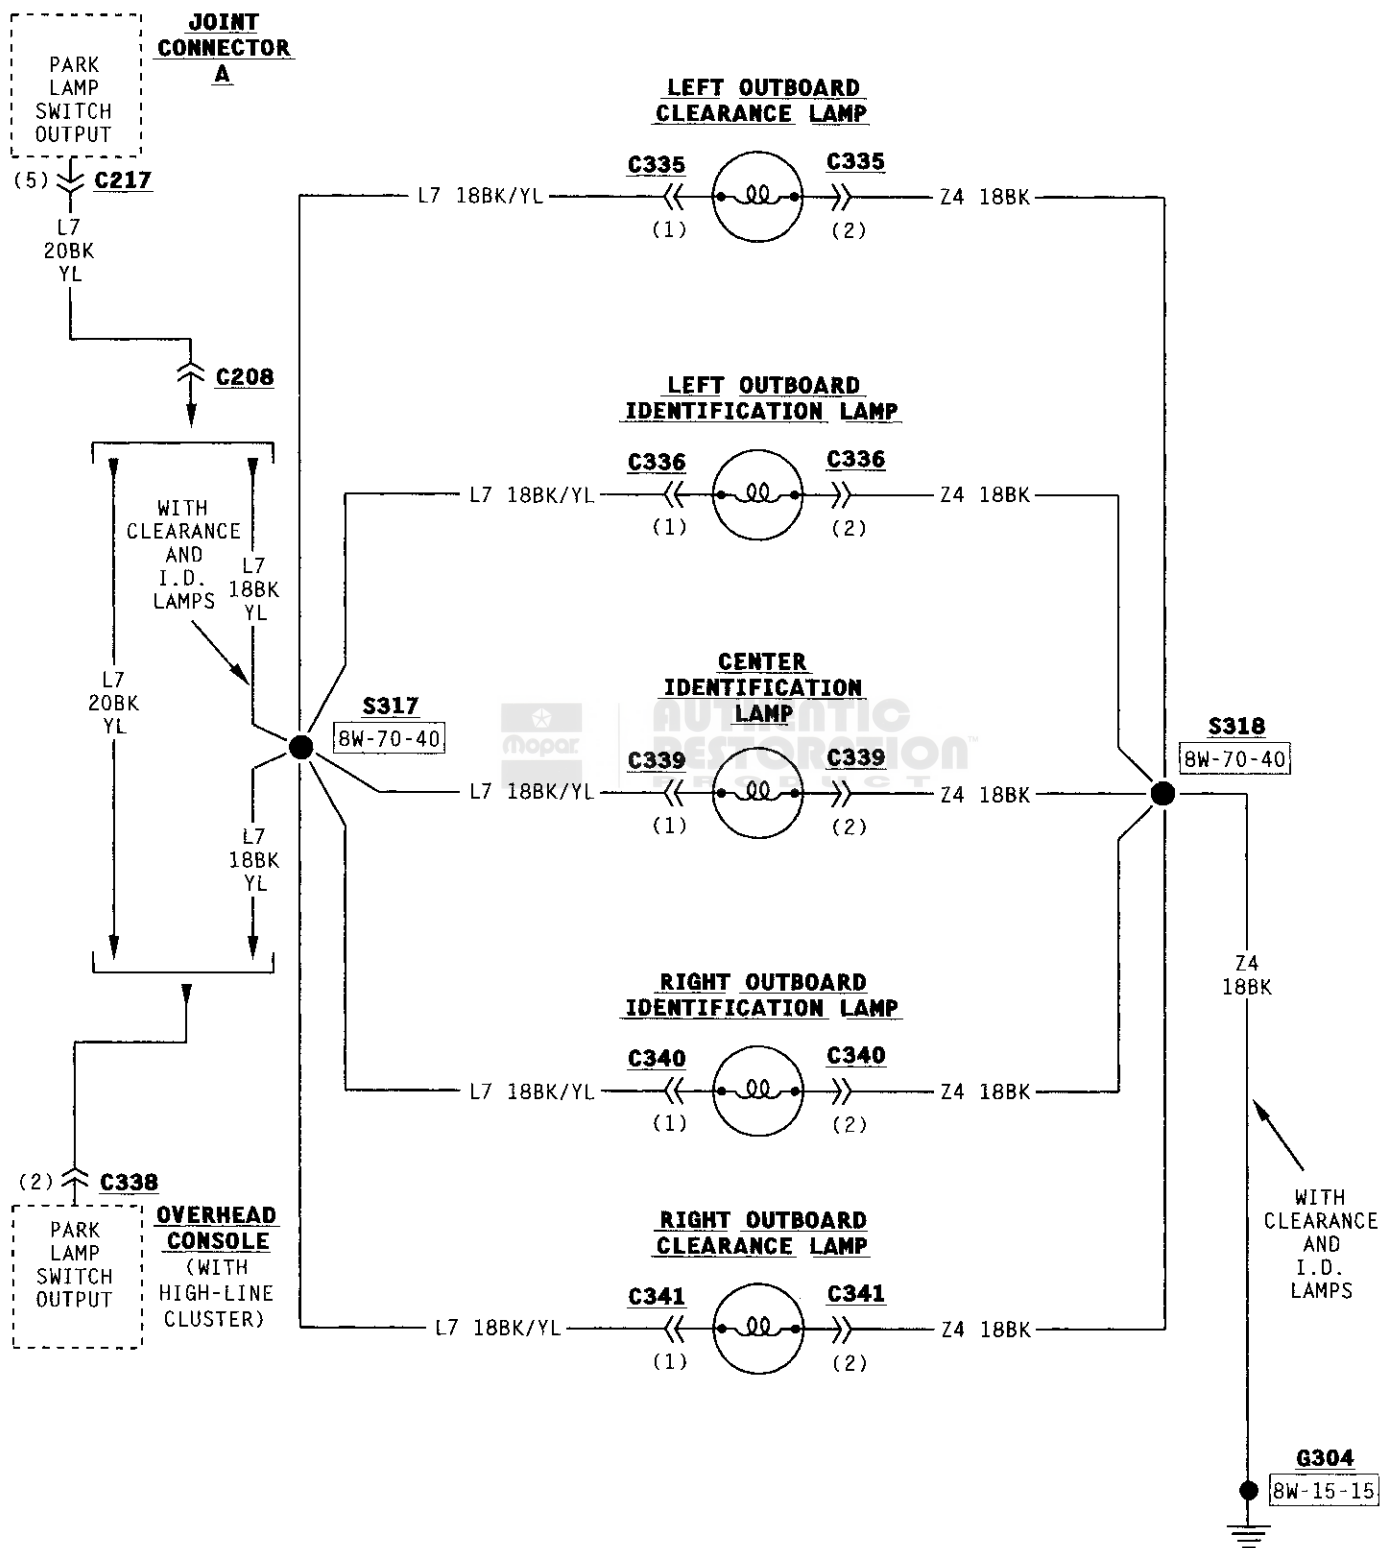 JOINT
CONNECTOR
A
PARK
LAMP
SWITCH
OUTPUT
(5)
C217
L7
20BK
YL
C208
LEFT OUTBOARD
CLEARANCE LAMP
L7 18BK/YL
C335
(1)
C335
(2)
Z4 18BK
LEFT OUTBOARD
IDENTIFICATION LAMP
L7 18BK/YL
C336
(1)
C336
(2)
Z4 18BK
WITH
CLEARANCE
AND
I.D.
LAMPS
L7
18BK
YL
L7
20BK
YL
S317
8W-70-40
CENTER
IDENTIFICATION
LAMP
Mopar
AUTHENTIC
RESTORATION™
PRODUCT
L7 18BK/YL
C339
(1)
C339
(2)
Z4 18BK
S318
8W-70-40
L7
18BK
YL
Z4
18BK
RIGHT OUTBOARD
IDENTIFICATION LAMP
L7 18BK/YL
C340
(1)
C340
(2)
Z4 18BK
(2)
C338
PARK
LAMP
SWITCH
OUTPUT
OVERHEAD
CONSOLE
(WITH
HIGH-LINE
CLUSTER)
RIGHT OUTBOARD
CLEARANCE LAMP
L7 18BK/YL
C341
(1)
C341
(2)
Z4 18BK
WITH
CLEARANCE
AND
I.D.
LAMPS
G304
8W-15-15